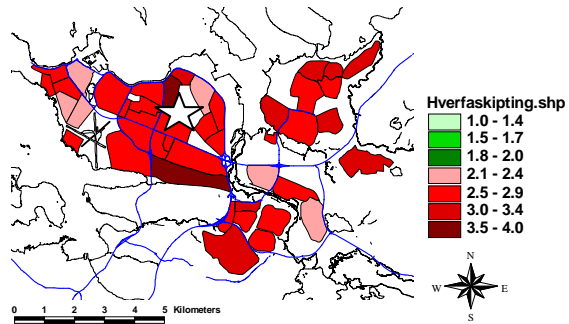 Hverfaskipting.shp
1.0 - 1.4
1.5 - 1.7
1.8 - 2.0
2.1 - 2.4
2.5 - 2.9
3.0 - 3.4
3.5 - 4.0
N
W E
S
0 1 2 3 4 5 Kilometers